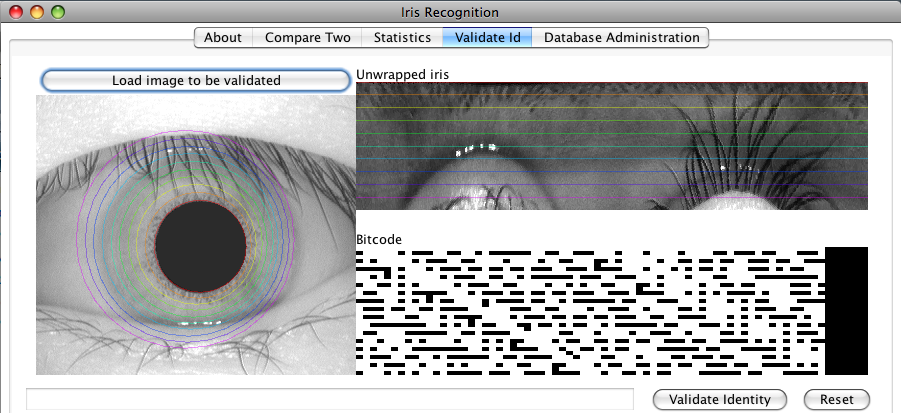 Iris Recognition
About Compare Two Statistics Validate Id Database Administration
Load image to be validated
Unwrapped iris
Bitcode
Validate Identity Reset